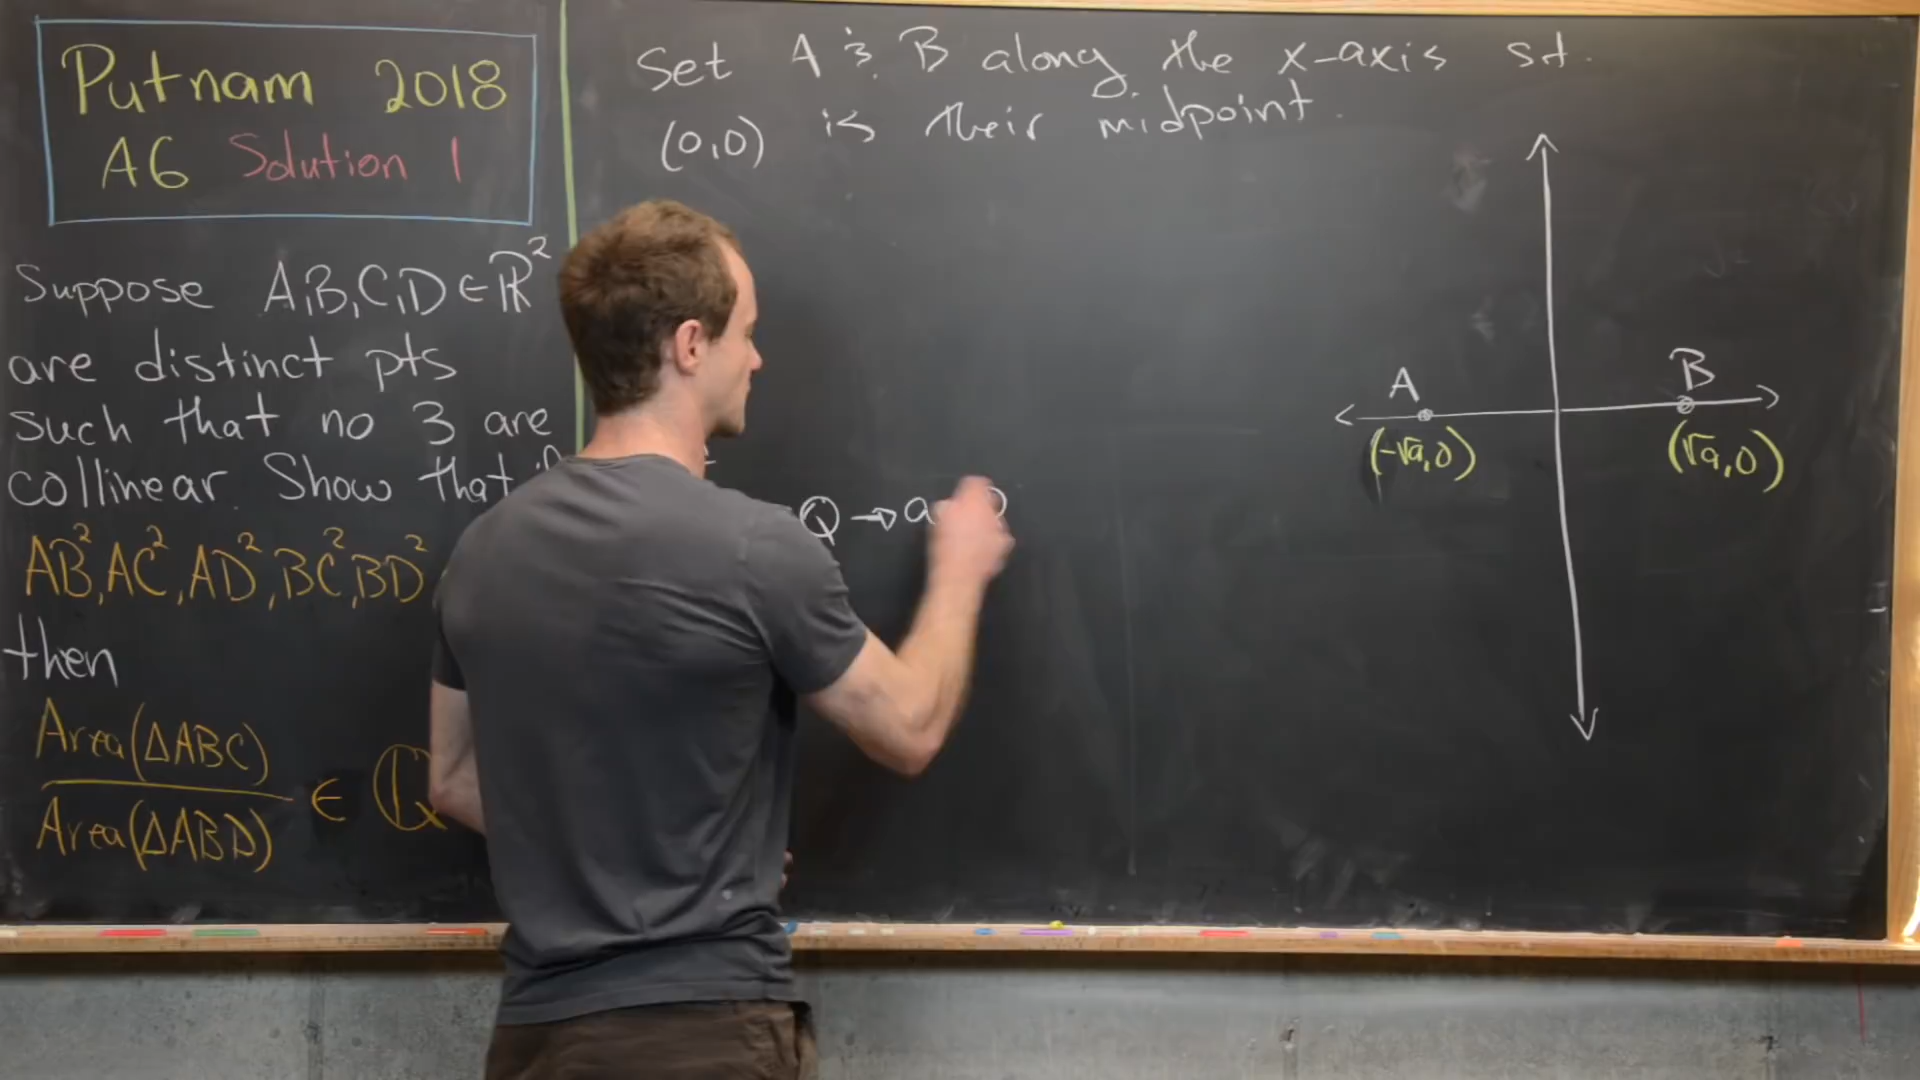 Putnam 2018
A6 Solution 1
Suppose A,B,C,D ∈ ℝ²
are distinct pts
such that no 3 are
collinear. Show that
AB², AC², AD², BC², BD²
then
Area(ΔABC)
Area(ΔABD)
∈ ℚ
Set A & B along the x-axis st.
(0,0) is their midpoint.
ℚ → a
A
B
(-√a,0)
(√a,0)